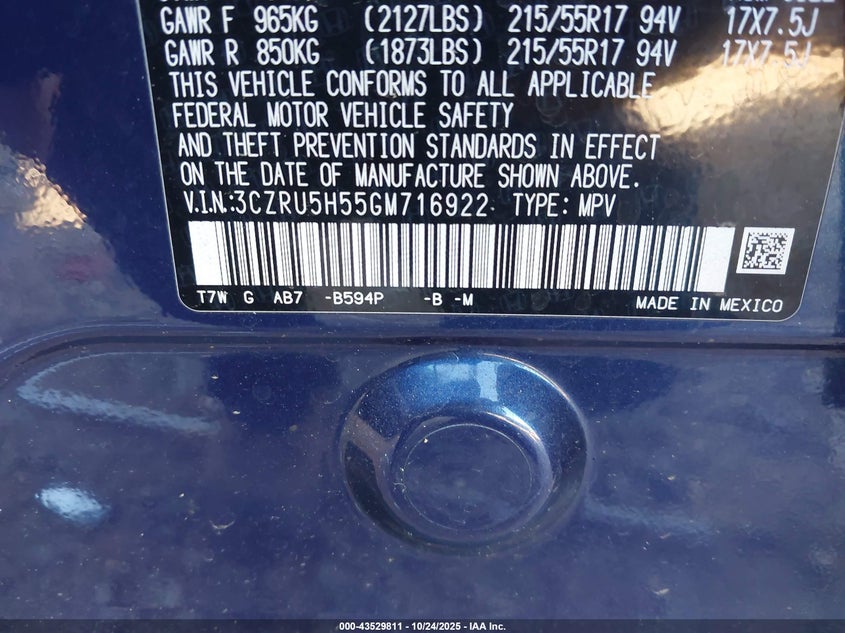 GAWR F 965KG (2127LBS) 215/55R17 94V 17X7.5J
GAWR R 850KG (1873LBS) 215/55R17 94V 17X7.5J
THIS VEHICLE CONFORMS TO ALL APPLICABLE
FEDERAL MOTOR VEHICLE SAFETY
AND THEFT PREVENTION STANDARDS IN EFFECT
ON THE DATE OF MANUFACTURE SHOWN ABOVE.
V.I.N:3CZRU5H55GM716922 TYPE: MPV
T7W G AB7 -B594P -B -M MADE IN MEXICO
000-43529811 - 10/24/2025 - IAA Inc.